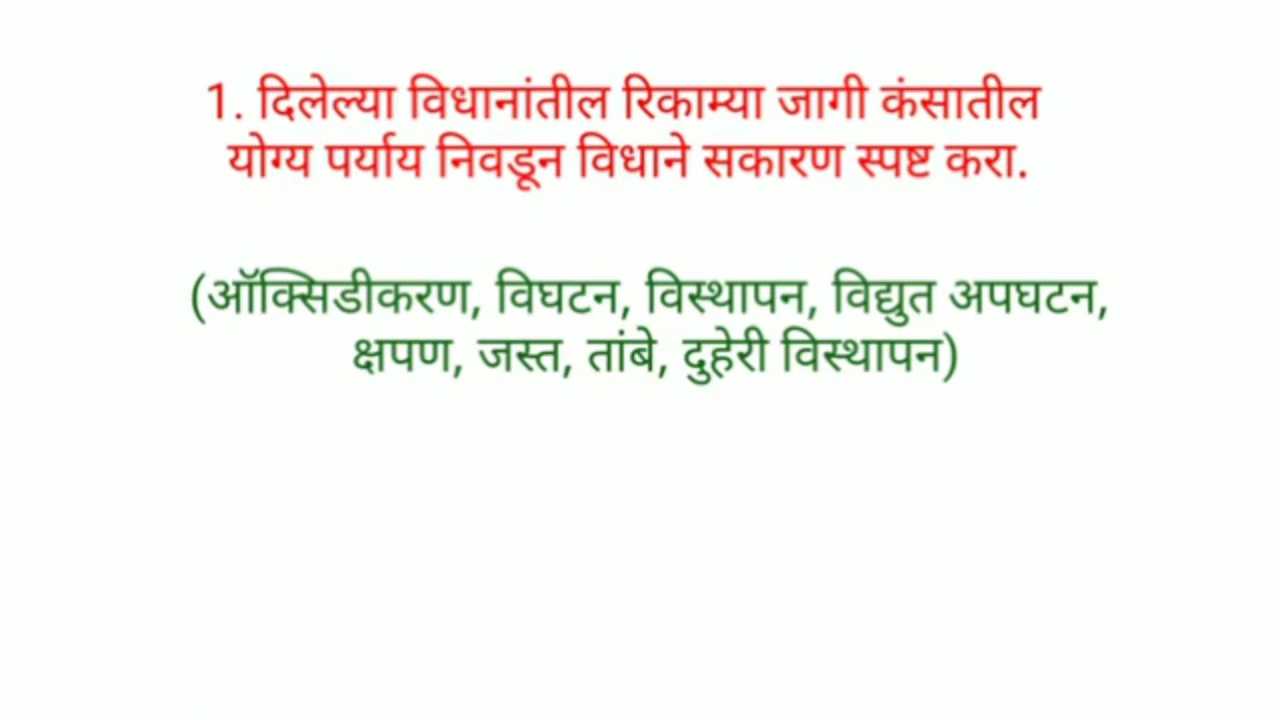 1. दिलेल्या विधानांतील रिकाम्या जागी कंसातील
योग्य पर्याय निवडून विधाने सकारण स्पष्ट करा.
(ऑक्सिडीकरण, विघटन, विस्थापन, विद्युत अपघटन,
क्षपण, जस्त, तांबे, दुहेरी विस्थापन)